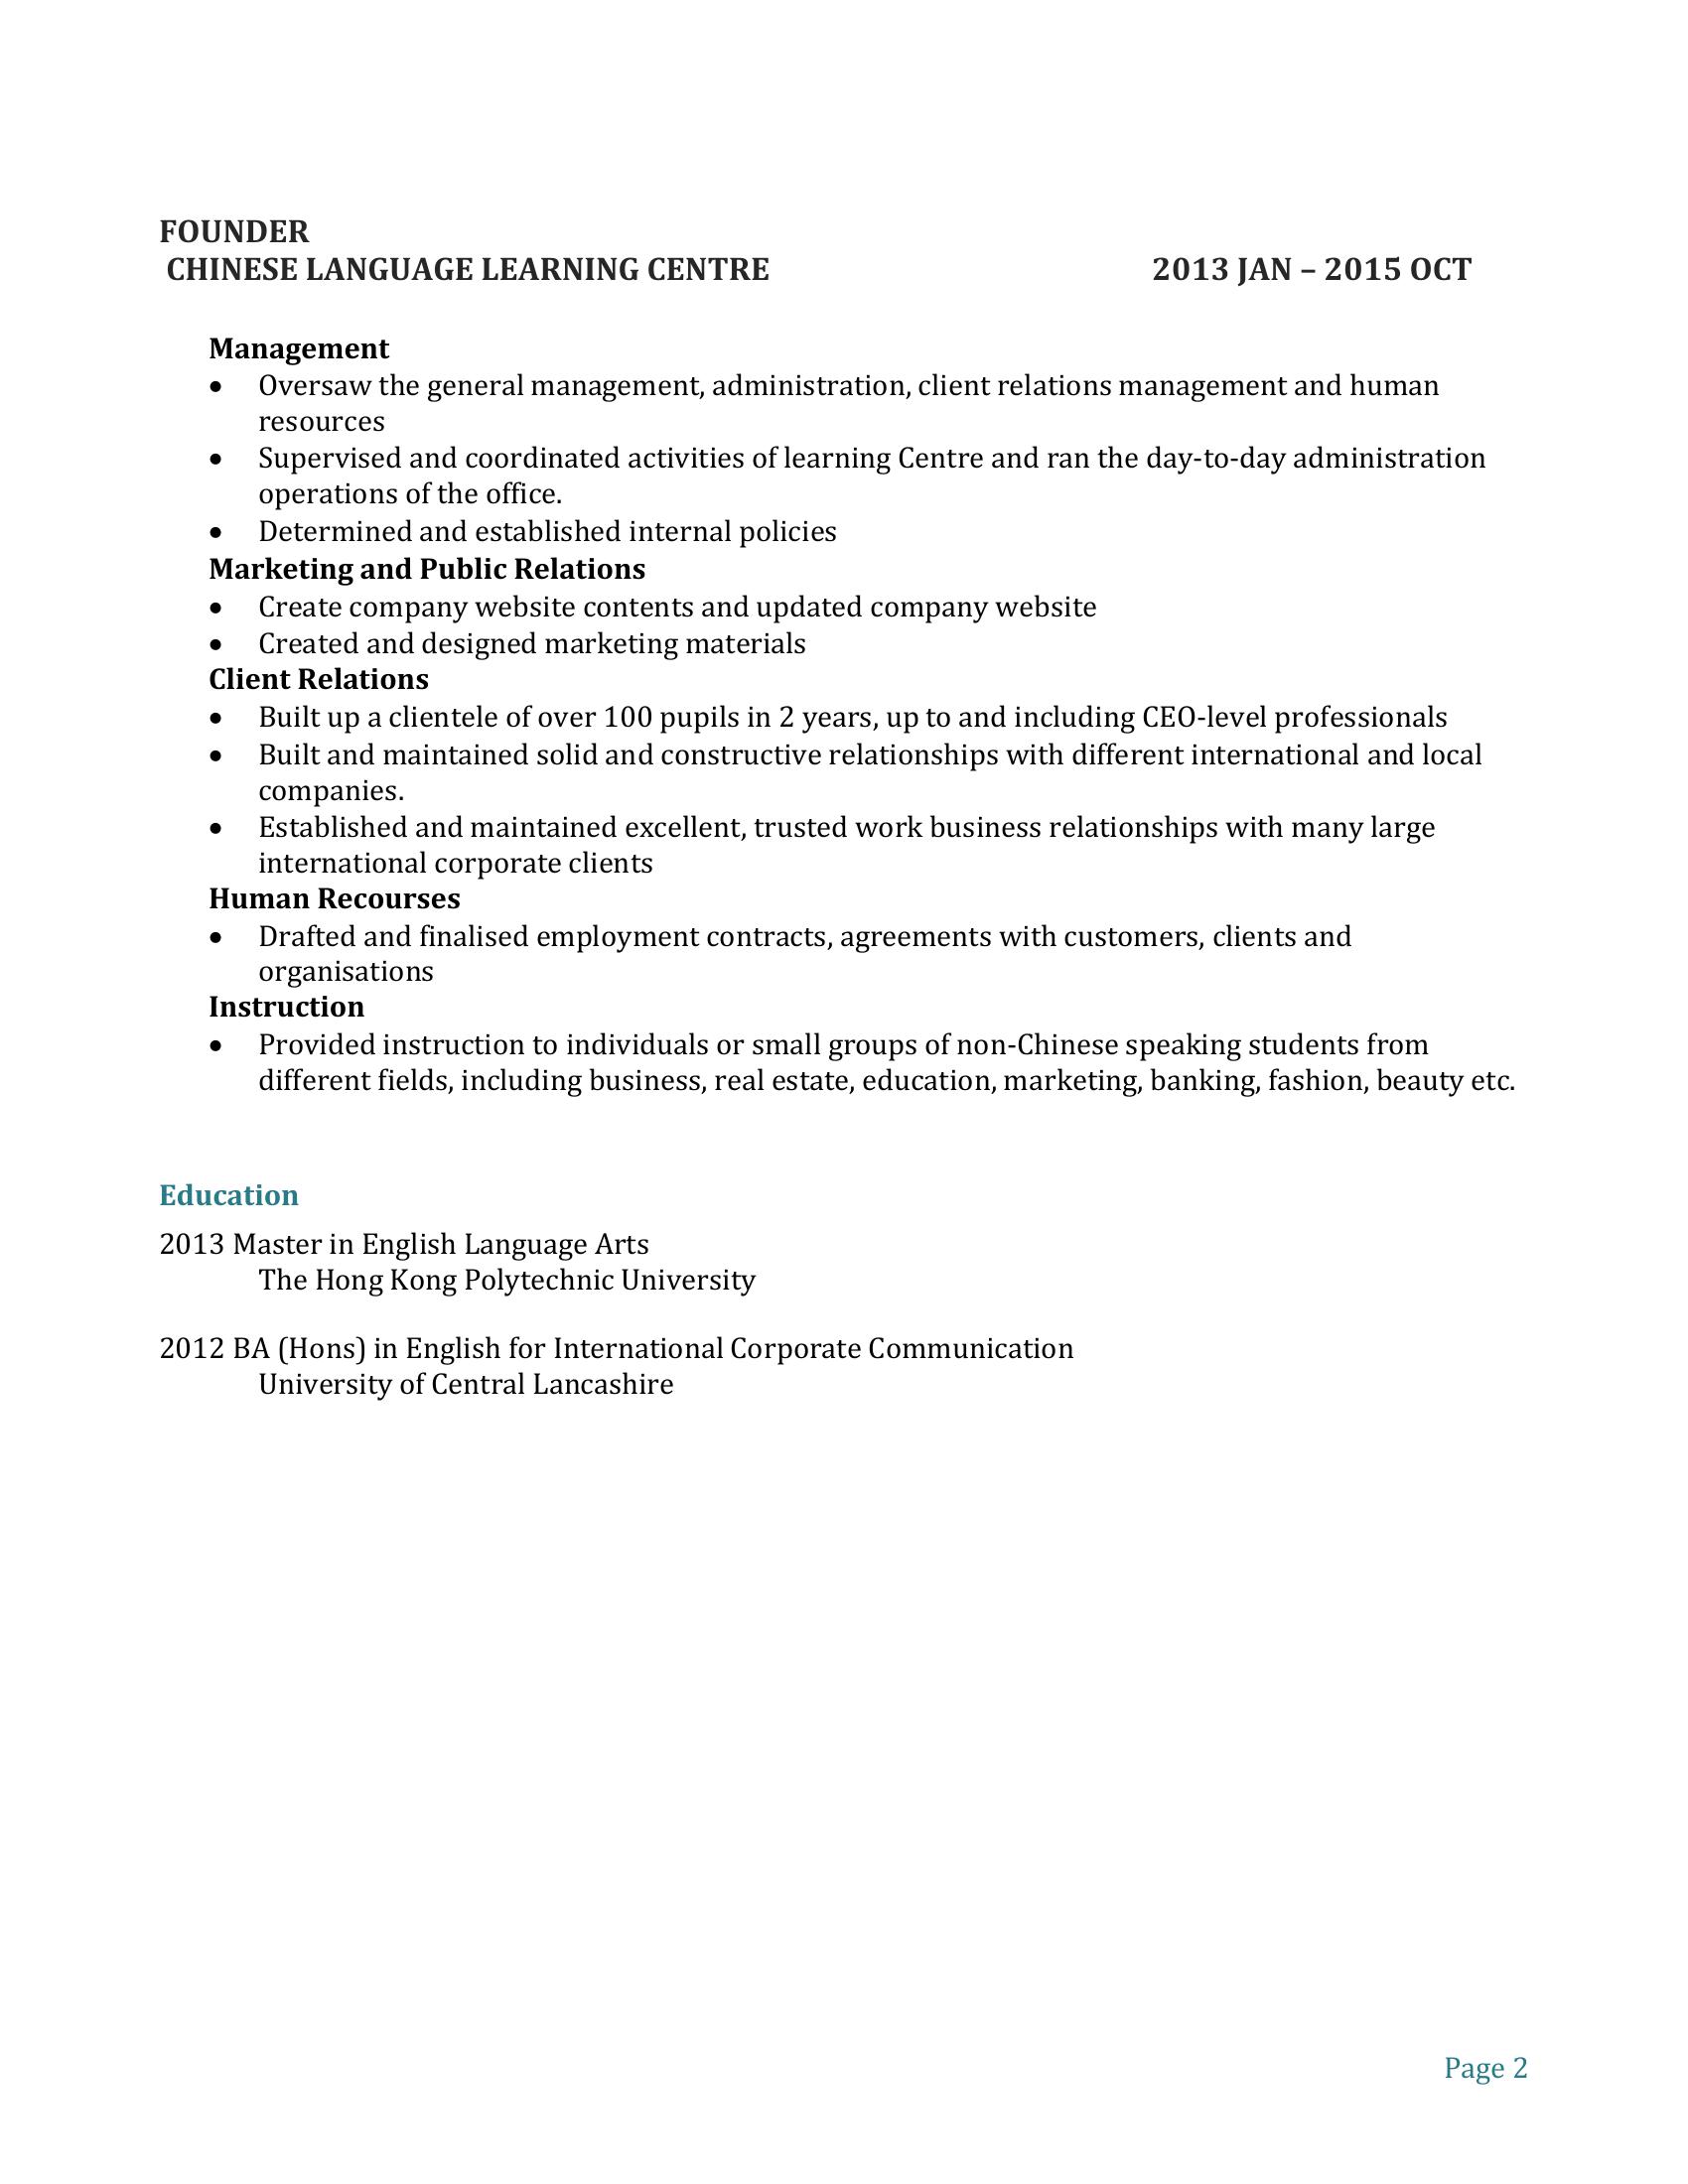 FOUNDER
CHINESE LANGUAGE LEARNING CENTRE 2013 JAN – 2015 OCT
Management
• Oversaw the general management, administration, client relations management and human
resources
• Supervised and coordinated activities of learning Centre and ran the day-to-day administration
operations of the office.
• Determined and established internal policies
Marketing and Public Relations
• Create company website contents and updated company website
• Created and designed marketing materials
Client Relations
• Built up a clientele of over 100 pupils in 2 years, up to and including CEO-level professionals
• Built and maintained solid and constructive relationships with different international and local
companies.
• Established and maintained excellent, trusted work business relationships with many large
international corporate clients
Human Recourses
• Drafted and finalised employment contracts, agreements with customers, clients and
organisations
Instruction
• Provided instruction to individuals or small groups of non-Chinese speaking students from
different fields, including business, real estate, education, marketing, banking, fashion, beauty etc.
Education
2013 Master in English Language Arts
The Hong Kong Polytechnic University
2012 BA (Hons) in English for International Corporate Communication
University of Central Lancashire
Page 2